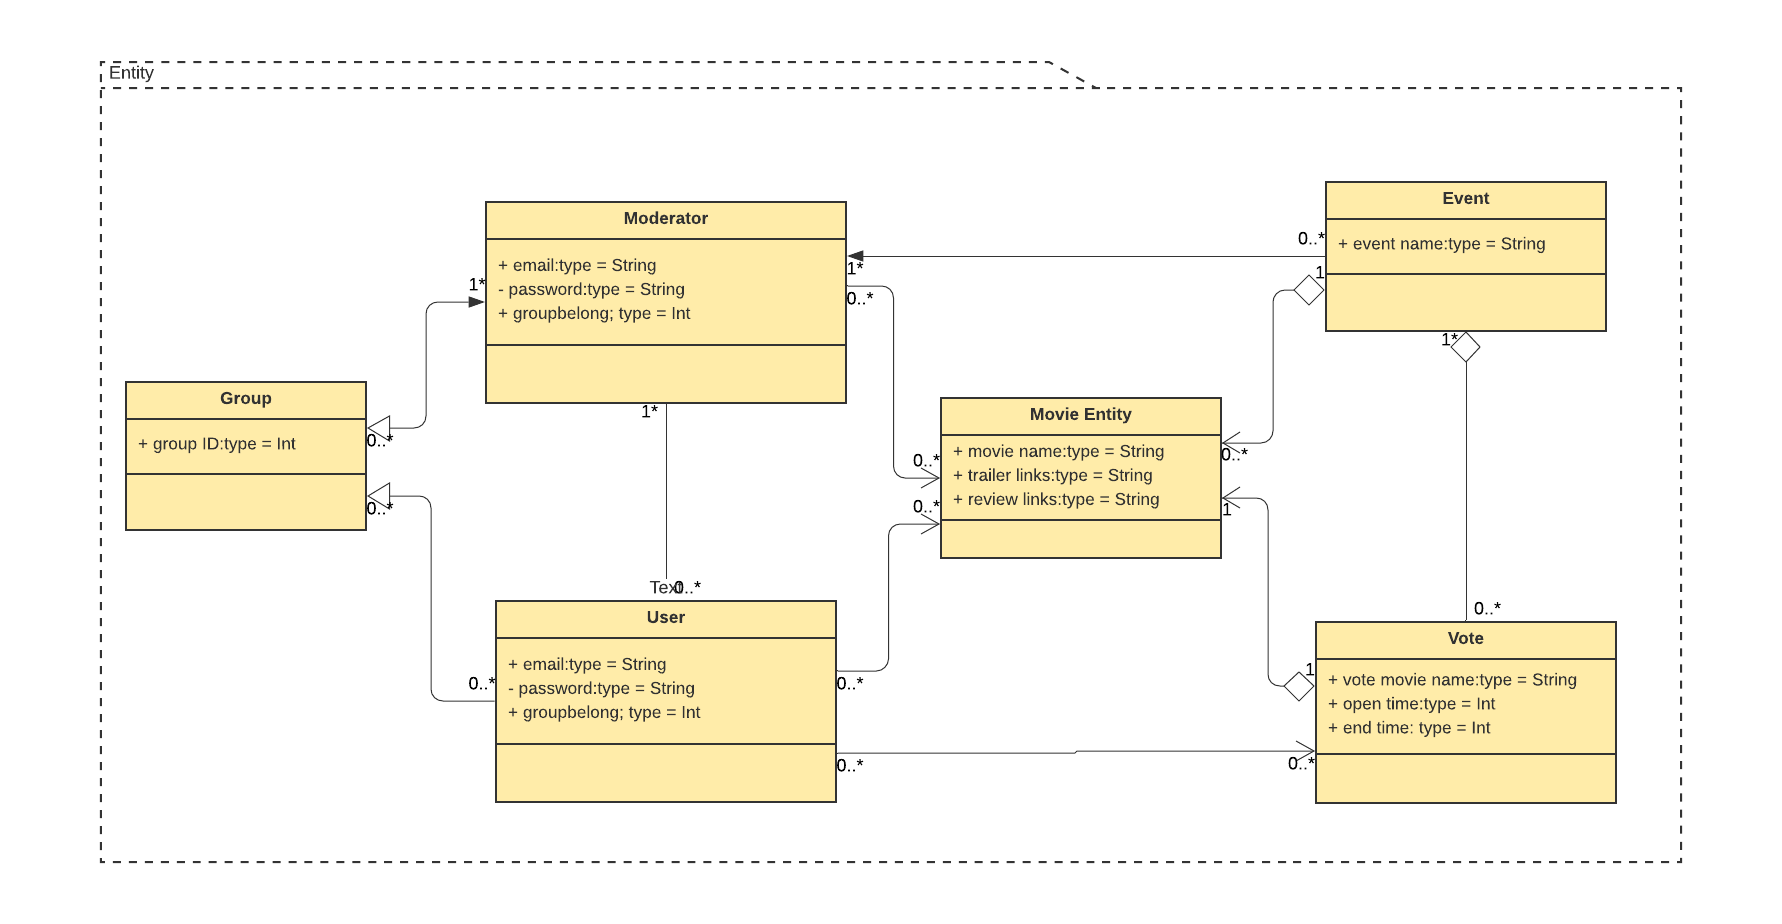 Entity
Event
Moderator
0..*
+ event name:type = String
+ email:type = String
1*
1
1*
- password:type = String
0..*
+ groupbelong; type = Int
1*
Group
1*
Movie Entity
0..*
+ group ID:type = Int
+ movie name:type = String
0..*
0..*
+ trailer links:type = String
+ review links:type = String
0..*
0..*
1
Text
0..*
0..*
User
Vote
+ email:type = String
1
0..*
0..*
+ vote movie name:type = String
- password:type = String
+ open time:type = Int
+ groupbelong; type = Int
+ end time: type = Int
0..*
0..*